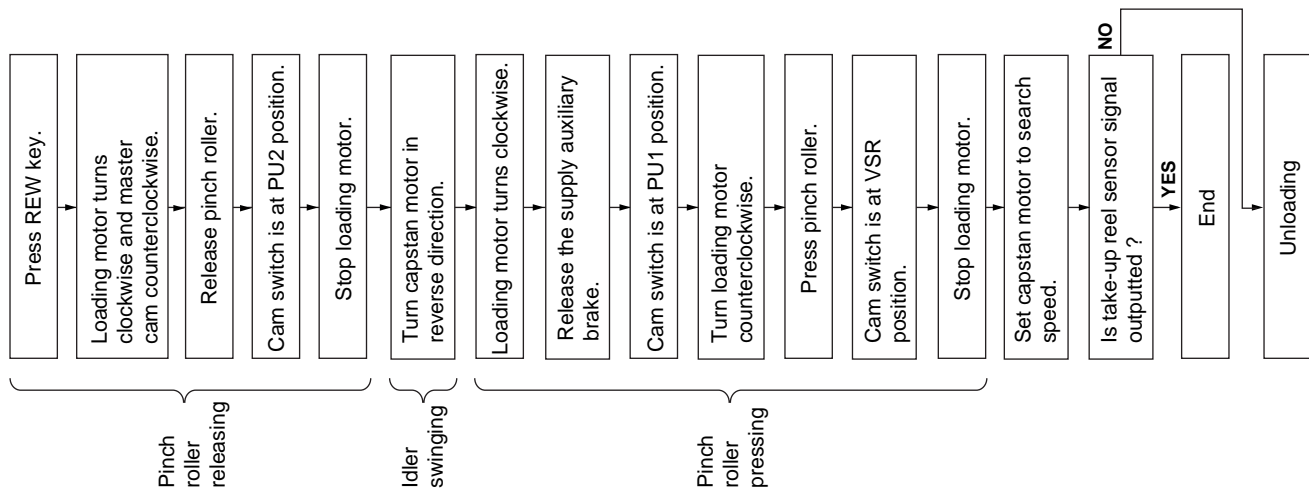 Press REW key.
Loading motor turns
clockwise and master
cam counterclockwise.
Release pinch roller.
Cam switch is at PU2 position.
Stop loading motor.
Pinch
roller
releasing
Turn capstan motor in
reverse direction.
Idler
swinging
Loading motor turns clockwise.
Release the supply auxiliary
brake.
Cam switch is at PU1 position.
Turn loading motor
counterclockwise.
Press pinch roller.
Cam switch is at VSR
position.
Stop loading motor.
Pinch
roller
pressing
Set capstan motor to search
speed.
Is take-up reel sensor signal
outputted ?
NO
YES
End
Unloading